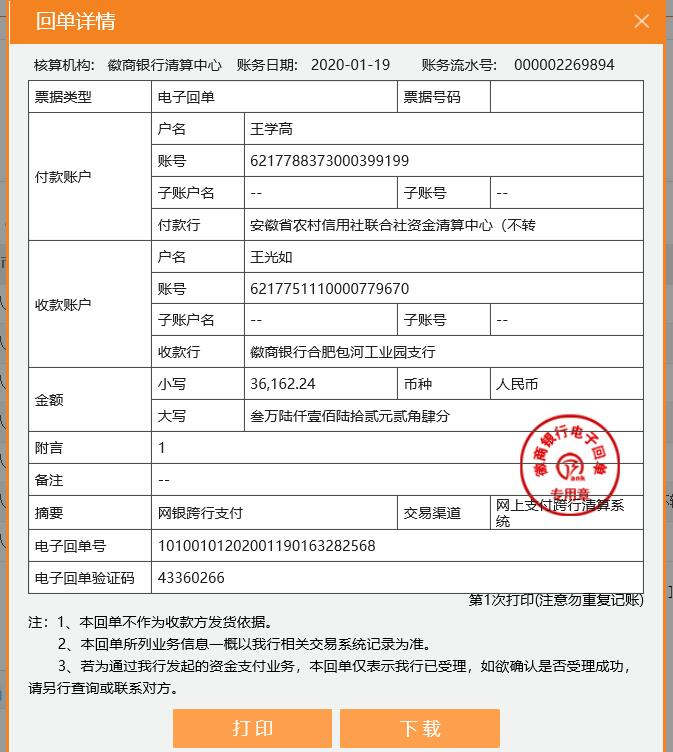 回单详情
核算机构: 徽商银行清算中心 账务日期: 2020-01-19 账务流水号: 000002269894
票据类型 电子回单 票据号码
付款账户
户名 王学高
账号 6217788373000399199
子账户名 -- 子账号 --
付款行 安徽省农村信用社联合社资金清算中心（不转
收款账户
户名 王光如
账号 6217751110000779670
子账户名 -- 子账号 --
收款行 徽商银行合肥包河工业园支行
金额
小写 36,162.24 币种 人民币
大写 叁万陆仟壹佰陆拾贰元贰角肆分
附言 1
备注 --
徽商银行电子回单
ank
专用章
摘要 网银跨行支付 交易渠道 网上支付跨行清算系
统
电子回单号 10100101202001190163282568
电子回单验证码 43360266
第1次打印(注意勿重复记账)
注：1、本回单不作为收款方发货依据。
2、本回单所列业务信息一概以我行相关交易系统记录为准。
3、若为通过我行发起的资金支付业务，本回单仅表示我行已受理，如欲确认是否受理成功，
请另行查询或联系对方。
打印 下载